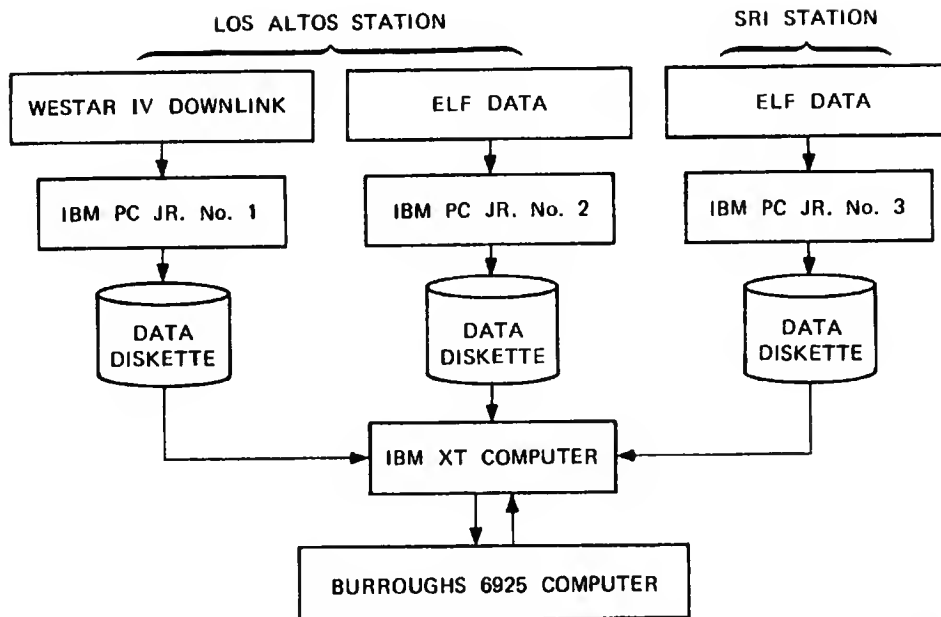 LOS ALTOS STATION
SRI STATION
WESTAR IV DOWNLINK
ELF DATA
ELF DATA
IBM PC JR. No. 1
IBM PC JR. No. 2
IBM PC JR. No. 3
DATA
DISKETTE
DATA
DISKETTE
DATA
DISKETTE
IBM XT COMPUTER
BURROUGHS 6925 COMPUTER